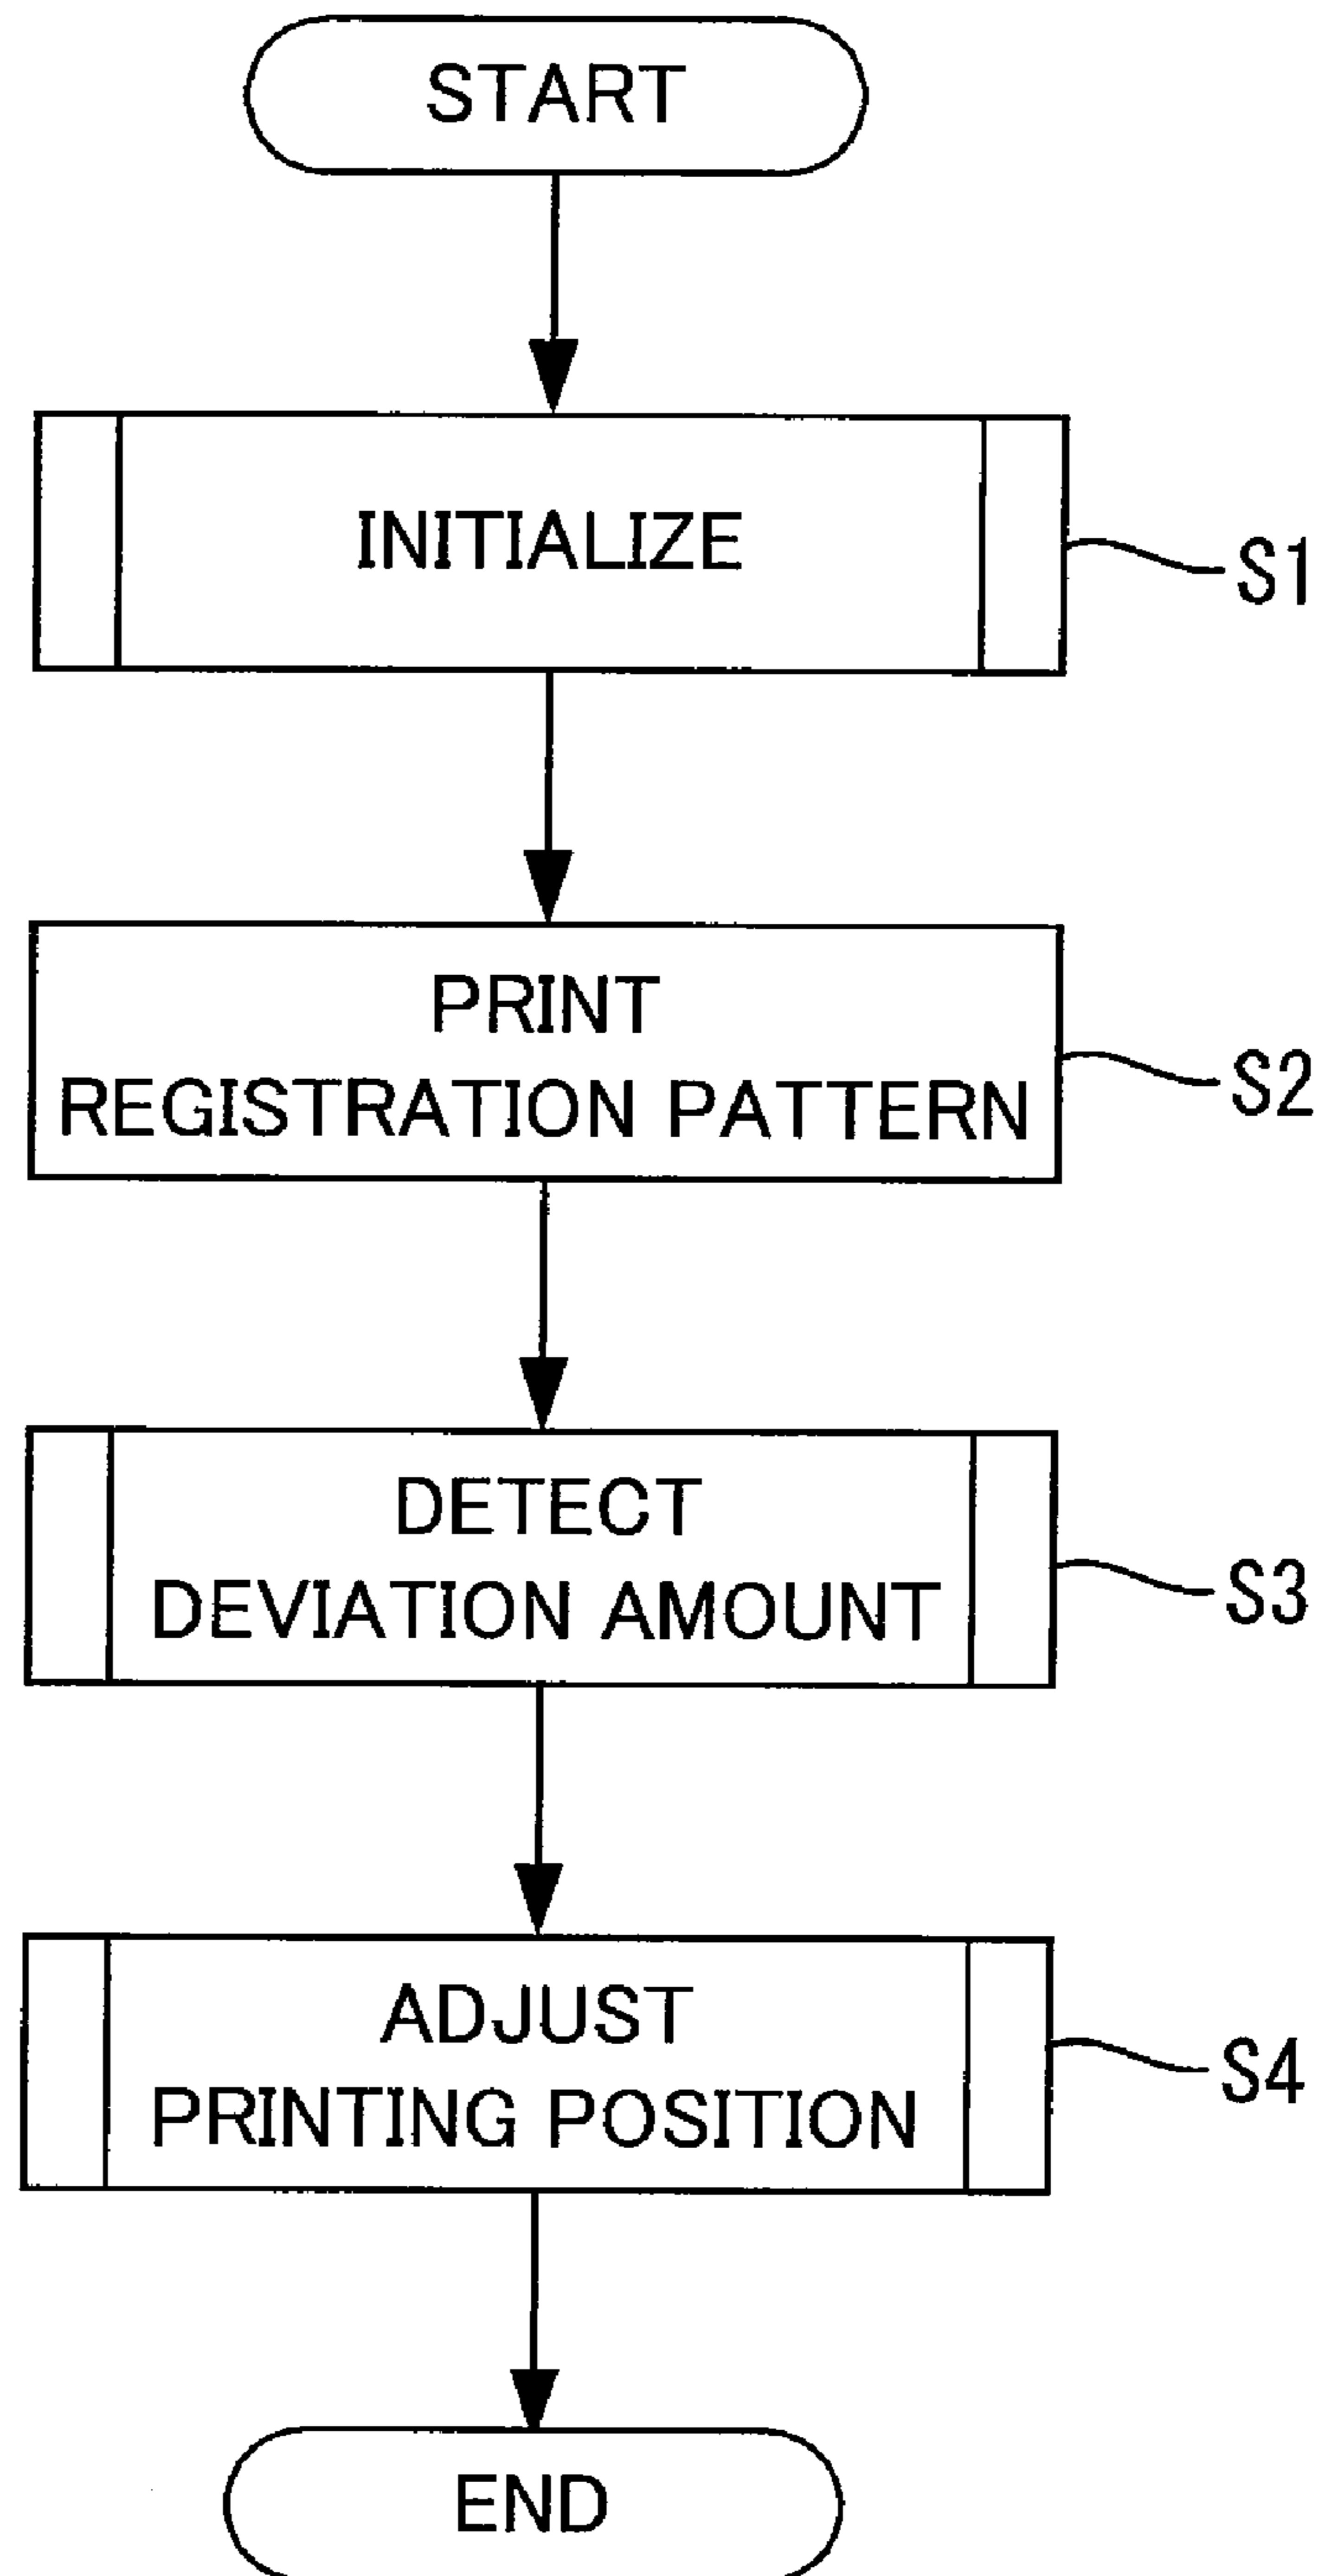 START
INITIALIZE
S1
PRINT
REGISTRATION PATTERN
S2
DETECT
DEVIATION AMOUNT
S3
ADJUST
PRINTING POSITION
S4
END